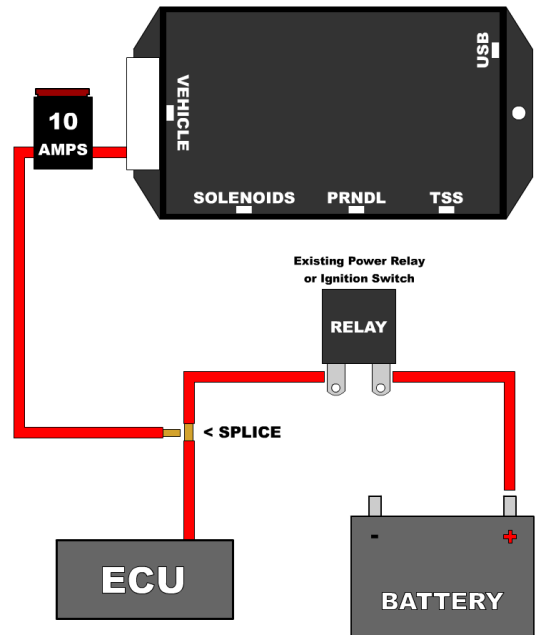 USB
VEHICLE
10
AMPS
SOLENOIDS
PRNDL
TSS
Existing Power Relay
or Ignition Switch
RELAY
< SPLICE
ECU
- +
BATTERY